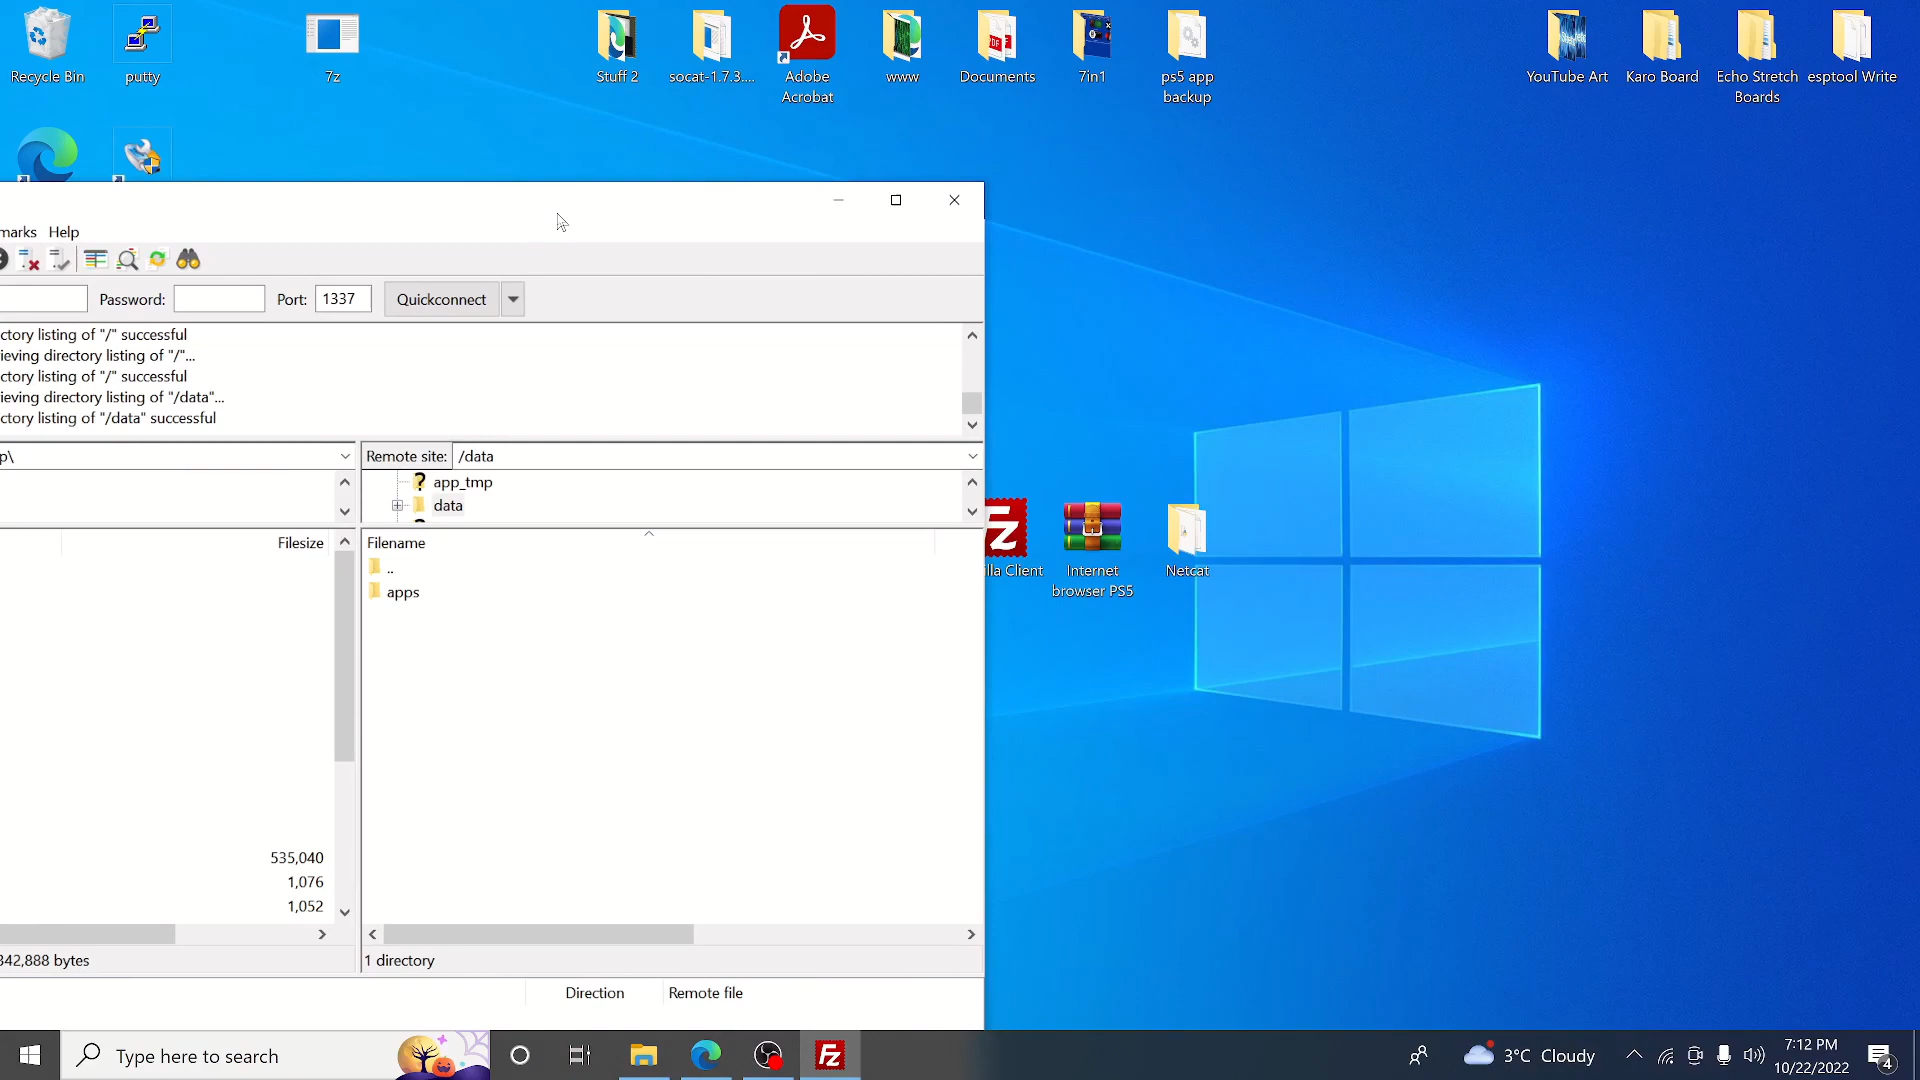 Recycle Bin
putty
7z
Stuff 2
socat-1.7.3....
Adobe
Acrobat
www
Documents
7in1
ps5 app
backup
YouTube Art
Karo Board
Echo Stretch
Boards
esptool Write
marks Help
Password:
Port: 1337
Quickconnect
ctory listing of "/" successful
ieving directory listing of "/"...
ctory listing of "/" successful
ieving directory listing of "/data"...
ctory listing of "/data" successful
p\
Remote site: /data
app_tmp
data
Filesize
Filename
..
apps
535,040
1,076
1,052
342,888 bytes
1 directory
Direction
Remote file
illa Client
Internet
browser PS5
Netcat
Type here to search
3°C Cloudy
7:12 PM
10/22/2022
4